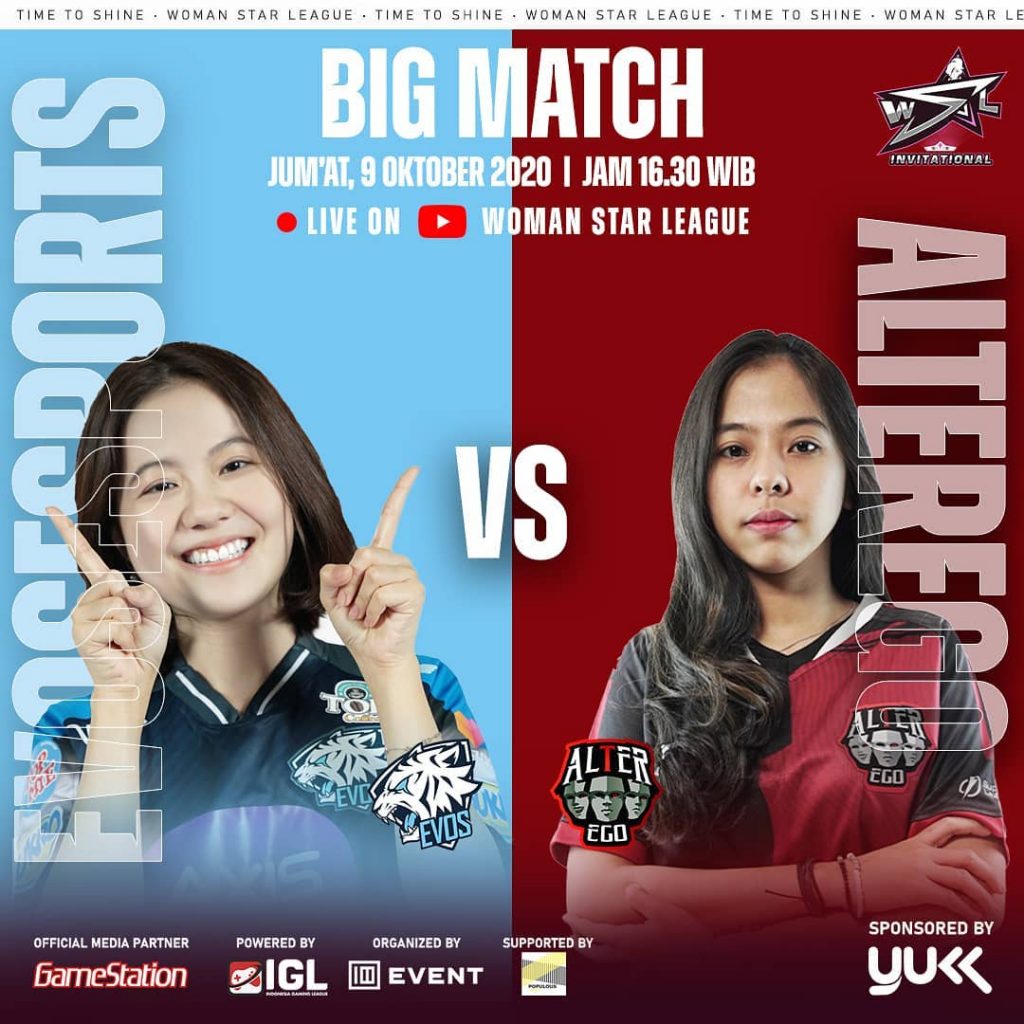 TIME TO SHINE · WOMAN STAR LEAGUE · TIME TO SHINE · WOMAN STAR LEAGUE · TIME TO SHINE · WOMAN STAR LE
BIG MATCH
JUM'AT, 9 OKTOBER 2020 | JAM 16.30 WIB
LIVE ON WOMAN STAR LEAGUE
WSL
INVITATIONAL
EVOSESPORTS
EVOSESP
ALTEREGO
VS
EVOS
EVOS
AXIS
ALTER
EGO
ALTER
EGO
OFFICIAL MEDIA PARTNER
GameStation
POWERED BY
IGL
INDONESIA GAMING LEAGUE
ORGANIZED BY
EVENT
SUPPORTED BY
POPULOUS
SPONSORED BY
yukk